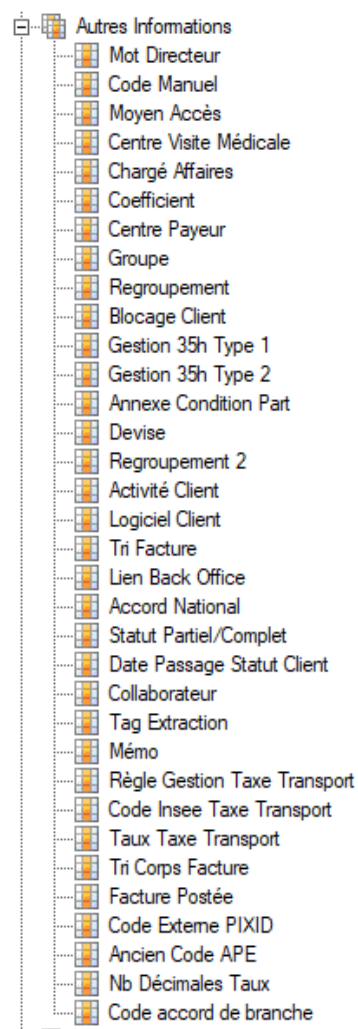 Autres Informations
Mot Directeur
Code Manuel
Moyen Accès
Centre Visite Médicale
Chargé Affaires
Coefficient
Centre Payeur
Groupe
Regroupement
Blocage Client
Gestion 35h Type 1
Gestion 35h Type 2
Annexe Condition Part
Devise
Regroupement 2
Activité Client
Logiciel Client
Tri Facture
Lien Back Office
Accord National
Statut Partiel/Complet
Date Passage Statut Client
Collaborateur
Tag Extraction
Mémo
Règle Gestion Taxe Transport
Code Insee Taxe Transport
Taux Taxe Transport
Tri Corps Facture
Facture Postée
Code Externe PIXID
Ancien Code APE
Nb Décimales Taux
Code accord de branche